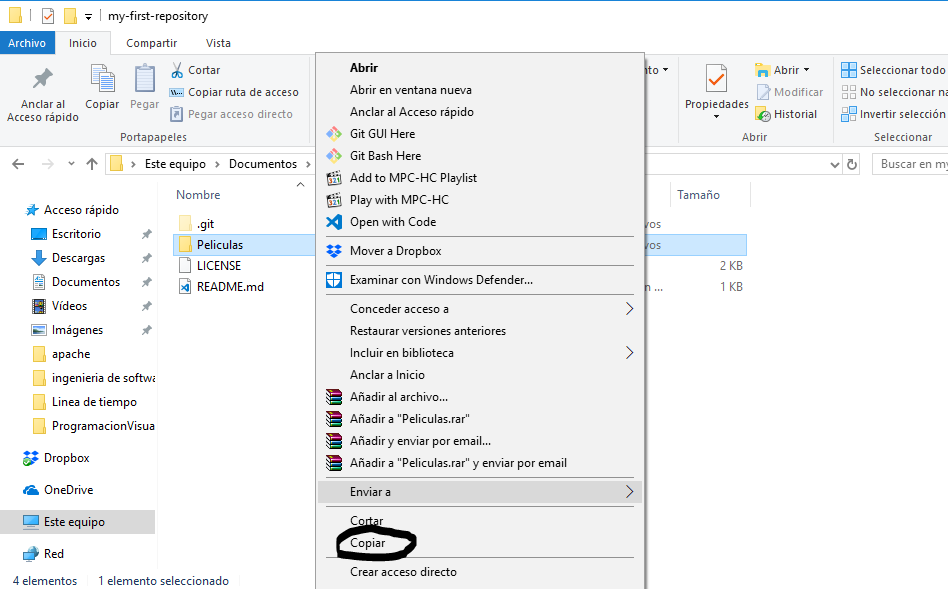 my-first-repository
Archivo
Inicio
Compartir
Vista
Anclar al
Acceso rápido
Copiar
Pegar
Cortar
Copiar ruta de acceso
Pegar acceso directo
Portapapeles
Propiedades
Abrir
Modificar
Historial
Abrir
Seleccionar todo
No seleccionar
Invertir selección
Seleccionar
Este equipo
Documentos
Buscar en
Nombre
Tamaño
Acceso rápido
Escritorio
Descargas
Documentos
Vídeos
Imágenes
apache
ingenieria de softwa
Linea de tiempo
ProgramacionVisua
Dropbox
OneDrive
Este equipo
Red
.git
Peliculas
LICENSE
2 KB
README.md
1 KB
Abrir
Abrir en ventana nueva
Anclar al Acceso rápido
Git GUI Here
Git Bash Here
Add to MPC-HC Playlist
Play with MPC-HC
Open with Code
Mover a Dropbox
Examinar con Windows Defender...
Conceder acceso a
Restaurar versiones anteriores
Incluir en biblioteca
Anclar a Inicio
Añadir al archivo...
Añadir a "Peliculas.rar"
Añadir y enviar por email...
Añadir a "Peliculas.rar" y enviar por email
Enviar a
Cortar
Copiar
Crear acceso directo
4 elementos
1 elemento seleccionado